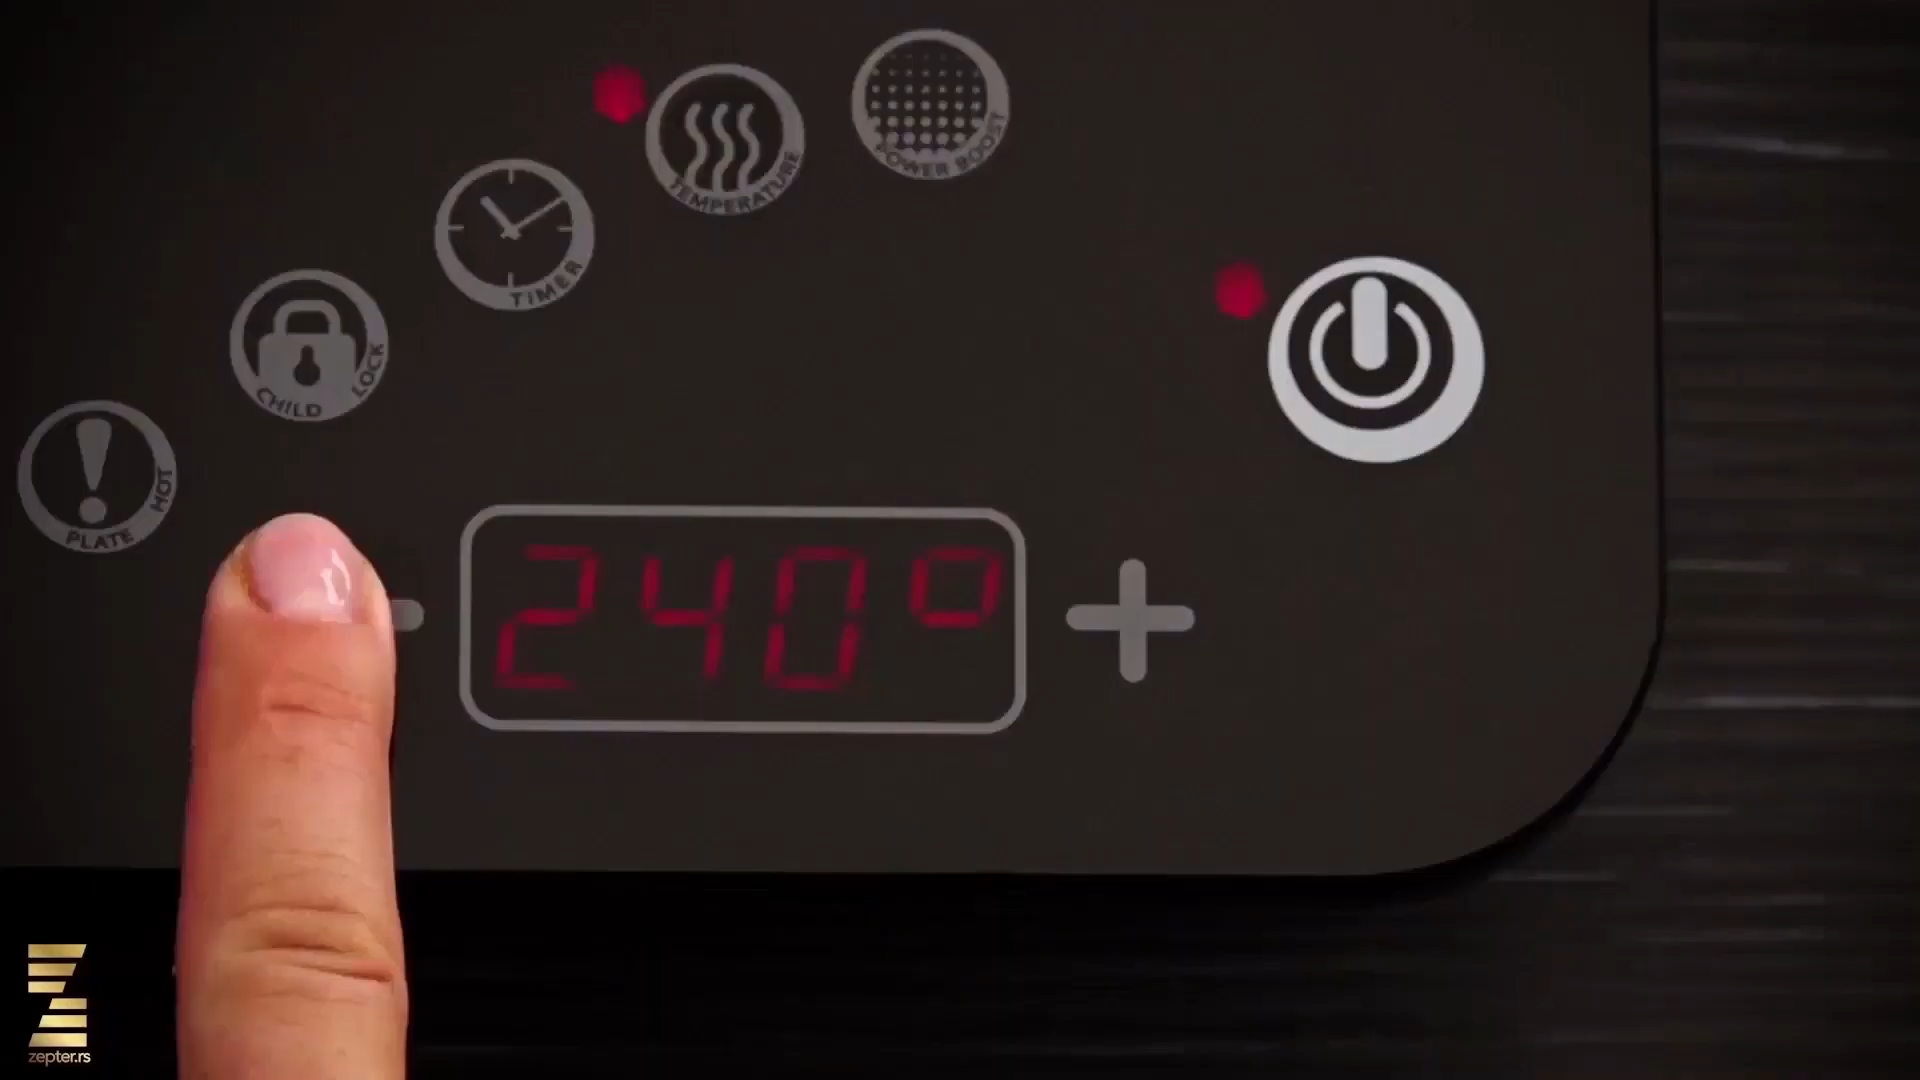 POWER BOOST
TEMPERATURE
TIMER
CHILD LOCK
HOT PLATE
240°
zepter.rs